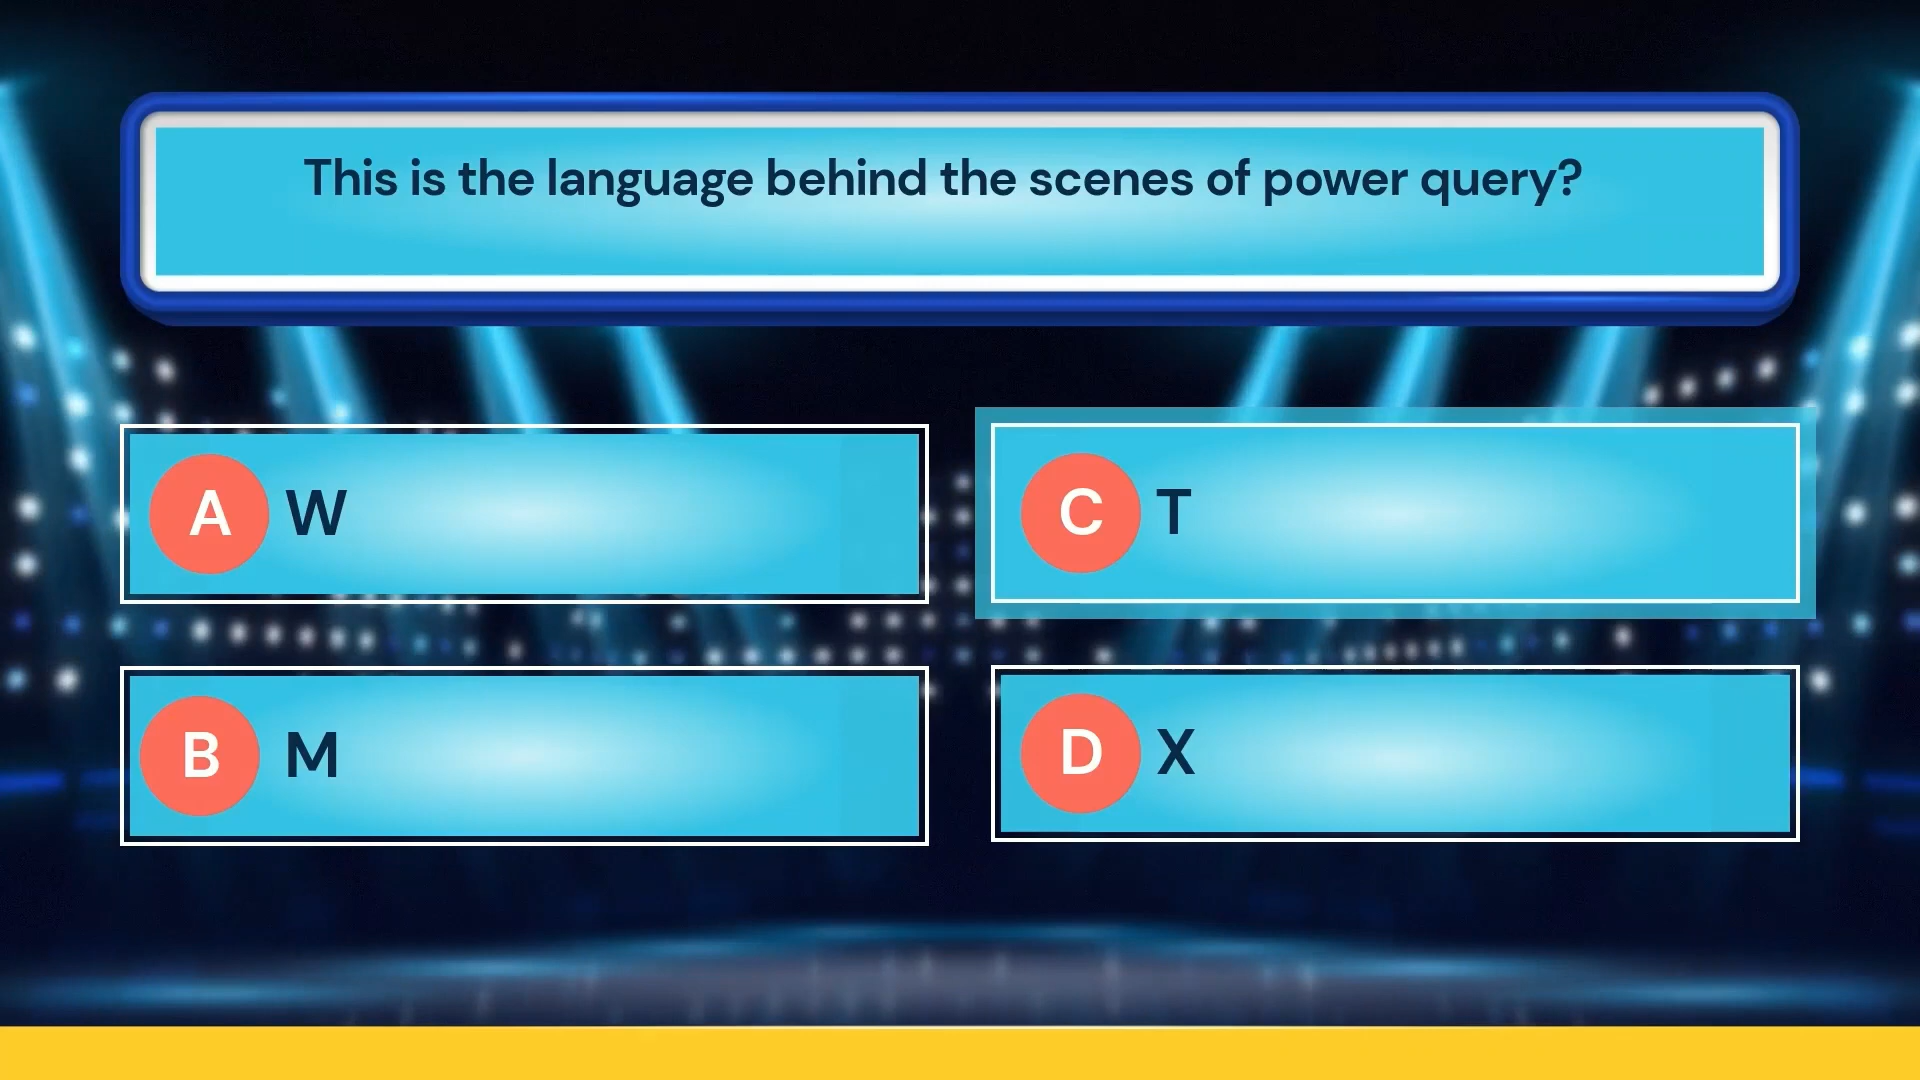 This is the language behind the scenes of power query?
A W
C T
B M
D X